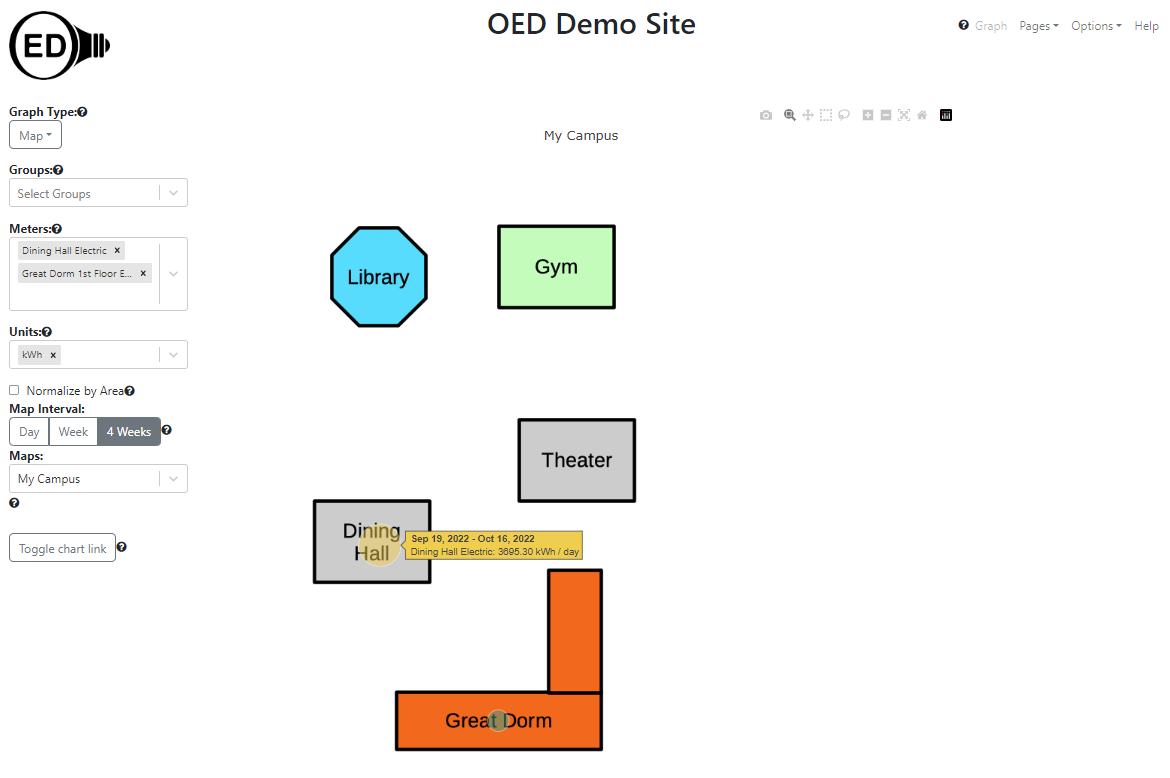 ED
OED Demo Site
Graph
Pages
Options
Help
Graph Type:
Map
Groups:
Select Groups
Meters:
Dining Hall Electric ×
Great Dorm 1st Floor E... ×
Units:
kWh ×
Normalize by Area
Map Interval:
Day
Week
4 Weeks
Maps:
My Campus
Toggle chart link
My Campus
Library
Gym
Theater
Dining
Hall
Sep 19, 2022 - Oct 16, 2022
Dining Hall Electric: 3695.30 kWh / day
Great Dorm